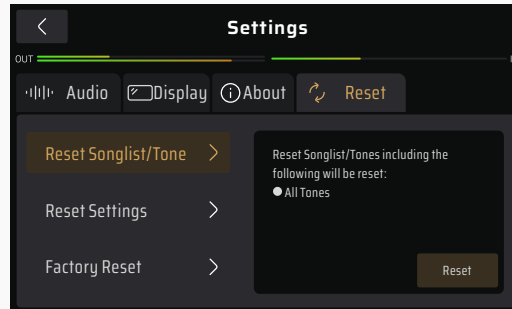 Settings
OUT
Audio
Display
About
Reset
Reset Songlist/Tone
Reset Settings
Factory Reset
Reset Songlist/Tones including the
following will be reset:
All Tones
Reset